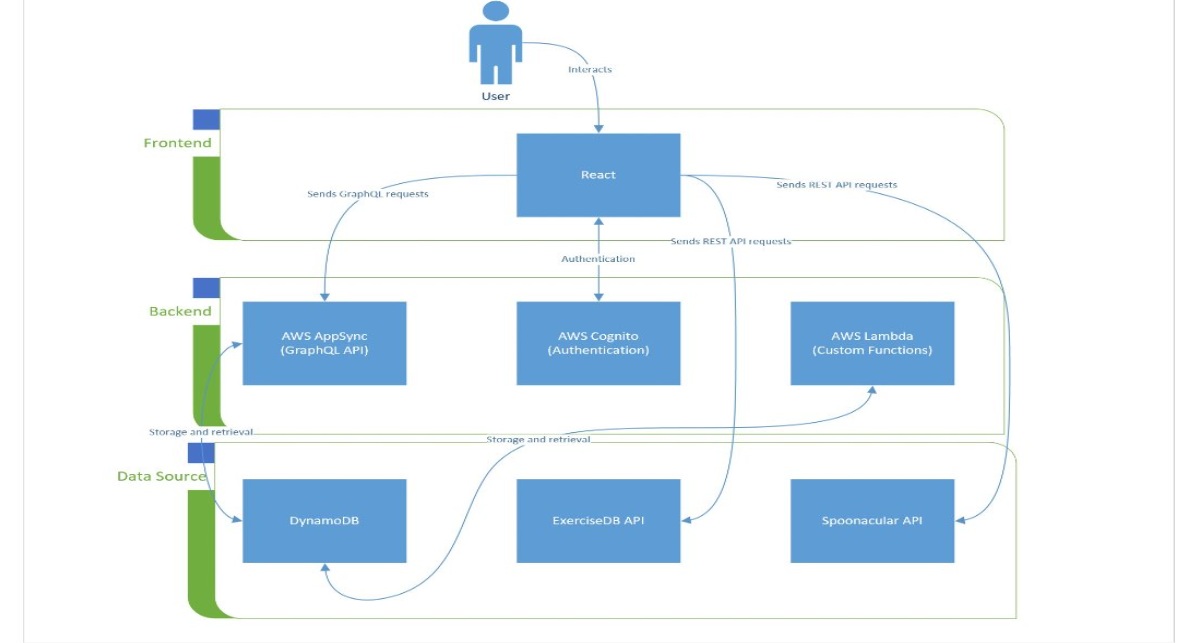 User
Interacts
Frontend
React
Sends GraphQL requests
Sends REST API requests
Sends REST API requests
Authentication
Backend
AWS AppSync
(GraphQL API)
AWS Cognito
(Authentication)
AWS Lambda
(Custom Functions)
Storage and retrieval
Storage and retrieval
Data Source
DynamoDB
ExerciseDB API
Spoonacular API